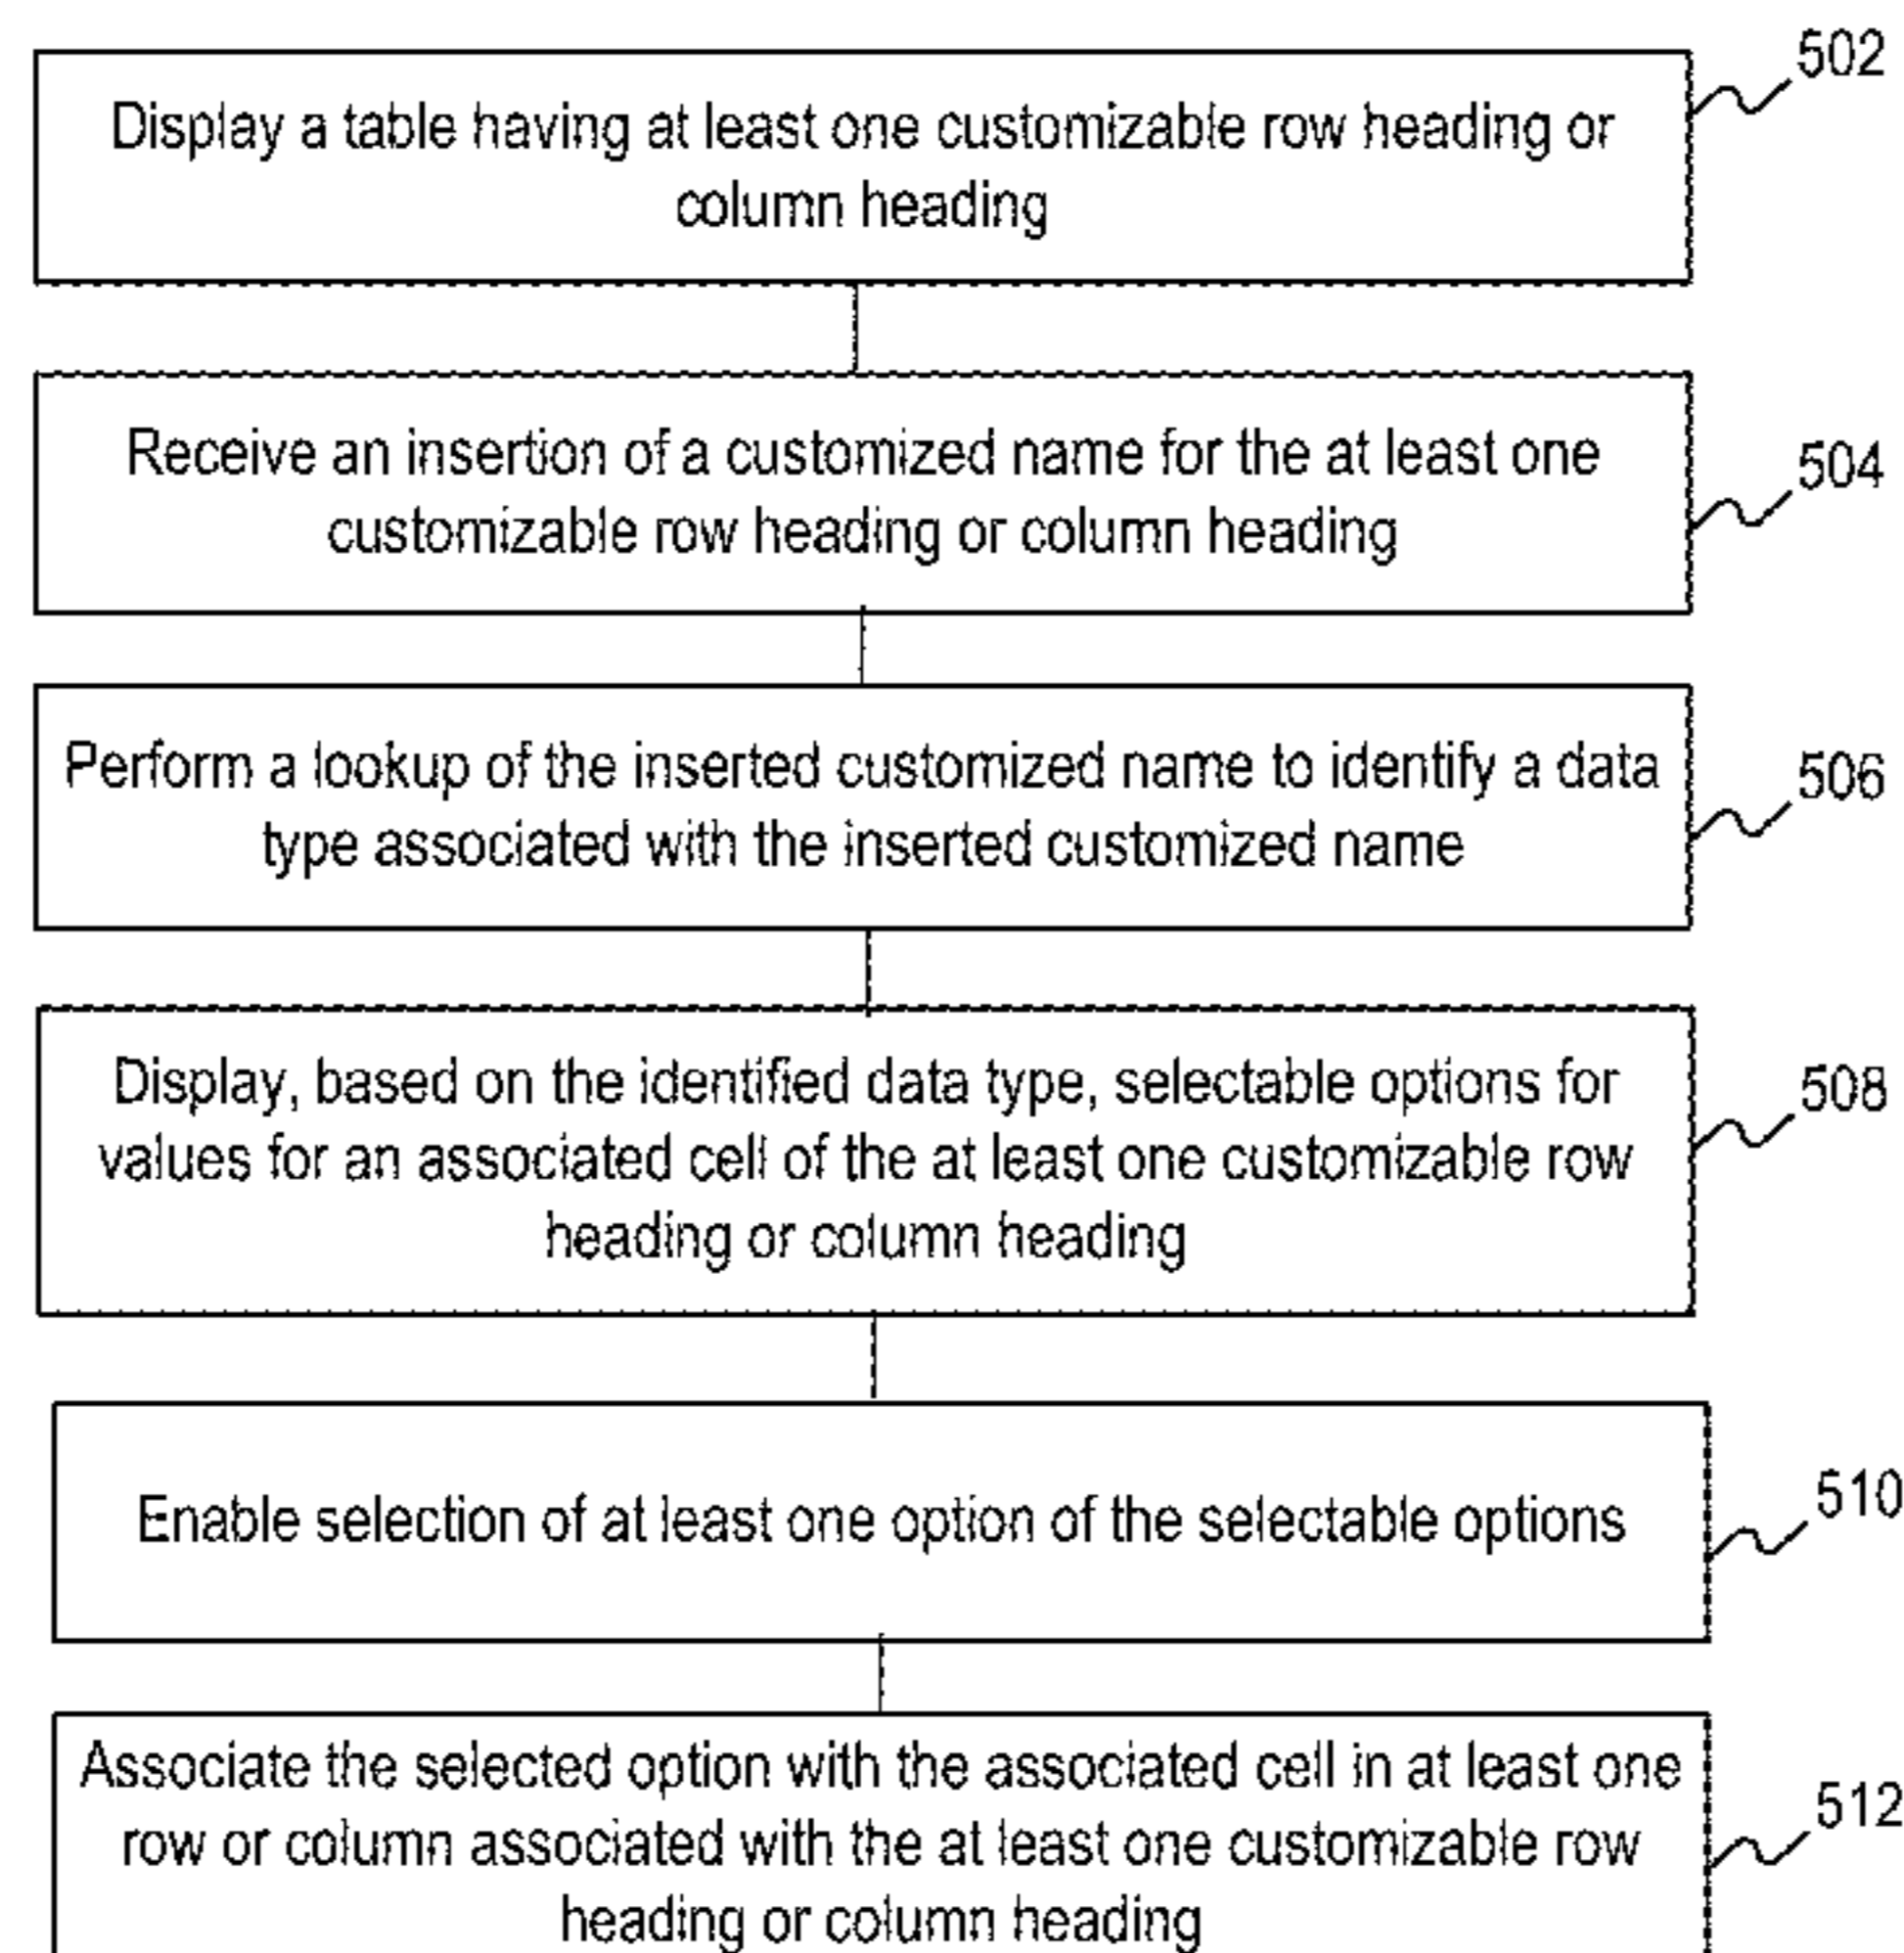 502
Display a table having at least one customizable row heading or
column heading
Receive an insertion of a customized name for the at least one
customizable row heading or column heading
504
Perform a lookup of the inserted customized name to identify a data
type associated with the inserted customized name
506
Display, based on the identified data type, selectable options for
values for an associated cell of the at least one customizable row
heading or column heading
508
Enable selection of at least one option of the selectable options
510
Associate the selected option with the associated cell in at least one
row or column associated with the at least one customizable row
heading or column heading
512